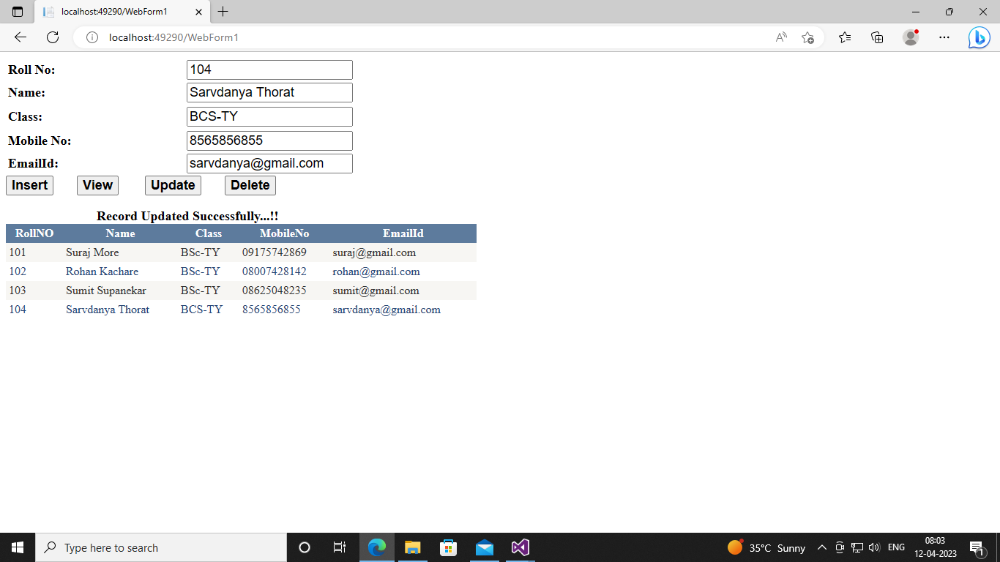 localhost:49290/WebForm1
localhost:49290/WebForm1
Roll No: 104
Name: Sarvdanya Thorat
Class: BCS-TY
Mobile No: 8565856855
EmailId: sarvdanya@gmail.com
Insert View Update Delete
Record Updated Successfully...!!
RollNO Name Class MobileNo EmailId
101 Suraj More BSc-TY 09175742869 suraj@gmail.com
102 Rohan Kachare BSc-TY 08007428142 rohan@gmail.com
103 Sumit Supanekar BSc-TY 08625048235 sumit@gmail.com
104 Sarvdanya Thorat BCS-TY 8565856855 sarvdanya@gmail.com
Type here to search 35°C Sunny ENG 08:03
12-04-2023 1